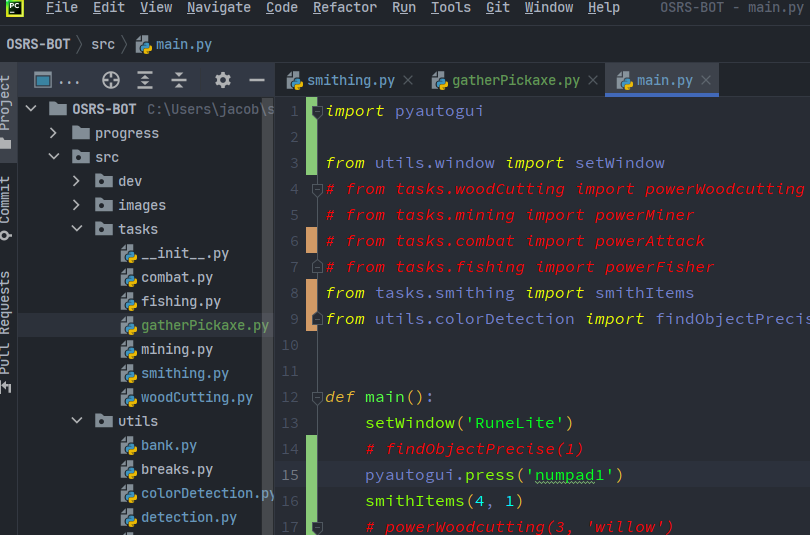 PC File Edit View Navigate Code Refactor Run Tools Git Window Help OSRS-BOT - main.py
OSRS-BOT src main.py
... smithing.py gatherPickaxe.py main.py
Project
Commit
Pull Requests
OSRS-BOT C:\Users\jacob\s
progress
src
dev
images
tasks
__init__.py
combat.py
fishing.py
gatherPickaxe.py
mining.py
smithing.py
woodCutting.py
utils
bank.py
breaks.py
colorDetection.py
detection.py
1 import pyautogui
2
3 from utils.window import setWindow
4 # from tasks.woodCutting import powerWoodcutting
5 # from tasks.mining import powerMiner
6 # from tasks.combat import powerAttack
7 # from tasks.fishing import powerFisher
8 from tasks.smithing import smithItems
9 from utils.colorDetection import findObjectPrecis
10
11
12 def main():
13 setWindow('RuneLite')
14 # findObjectPrecise(1)
15 pyautogui.press('numpad1')
16 smithItems(4, 1)
17 # powerWoodcutting(3, 'willow')